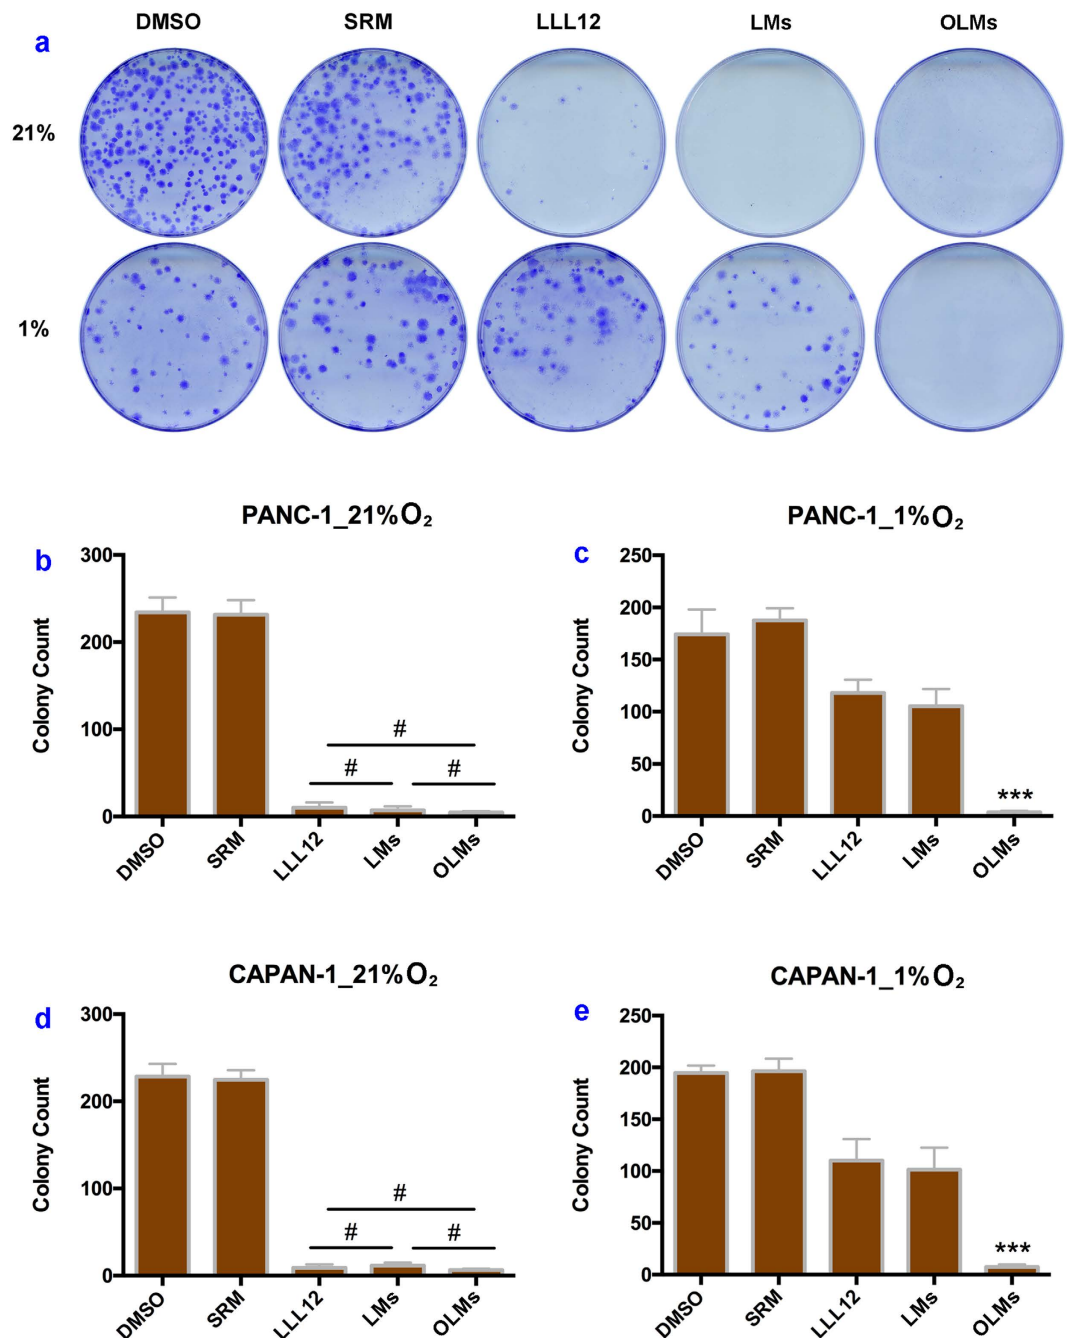 DMSO SRM LLL12 LMs OLMs
a
21%
1%
PANC-1_21%O₂
b
Colony Count
300
200
100
0
#
# #
DMSO SRM LLL12 LMs OLMs
PANC-1_1%O₂
c
Colony Count
250
200
150
100
50
0
***
DMSO SRM LLL12 LMs OLMs
CAPAN-1_21%O₂
d
Colony Count
300
200
100
0
#
# #
DMSO SRM LLL12 LMs OLMs
CAPAN-1_1%O₂
e
Colony Count
250
200
150
100
50
0
***
DMSO SRM LLL12 LMs OLMs